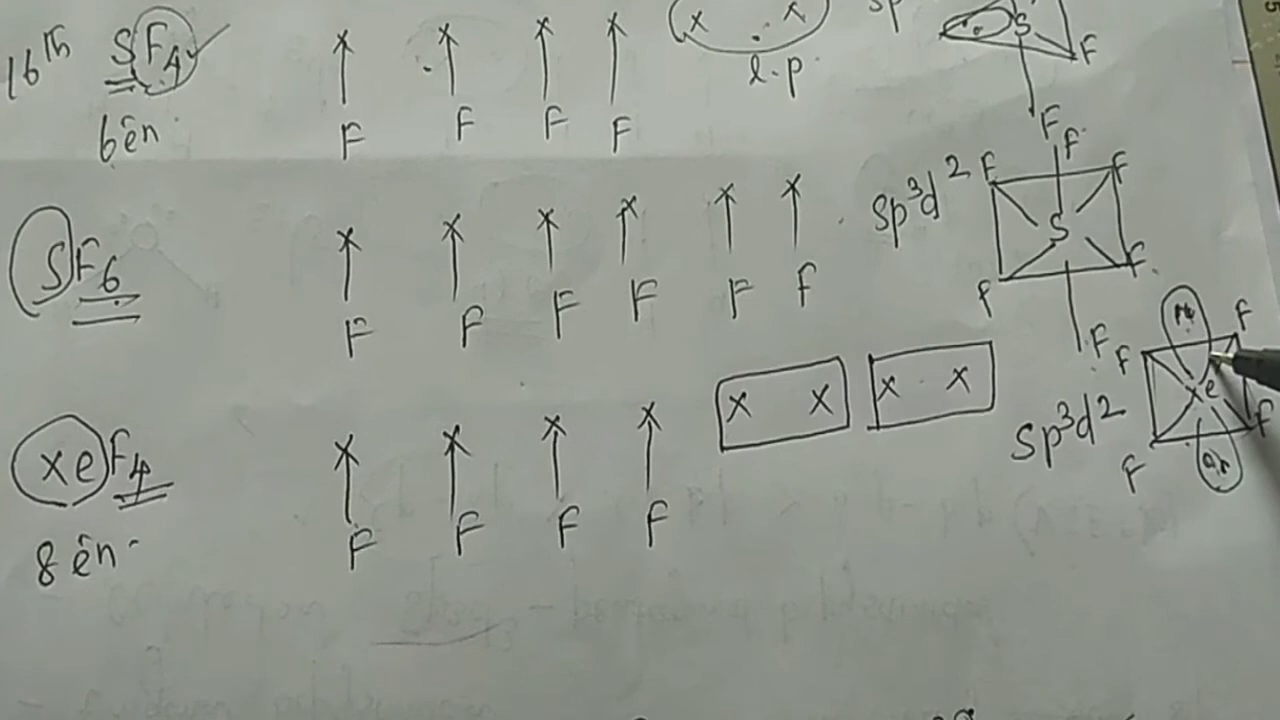 16th SF4
6ēn.
F F F F
l.p.
sp
S
F
F
SF6
F F F F F F
sp3d2
F
F F
S
F F
F
XeF4
8ēn.
F F F F
x x x x
sp3d2
F F
Xe
F F